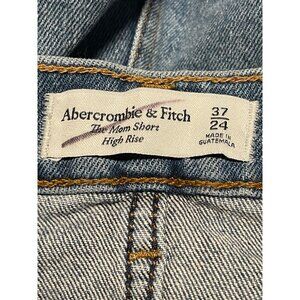 Abercrombie & Fitch
The Mom Short
High Rise
37
24
MADE IN
GUATEMALA